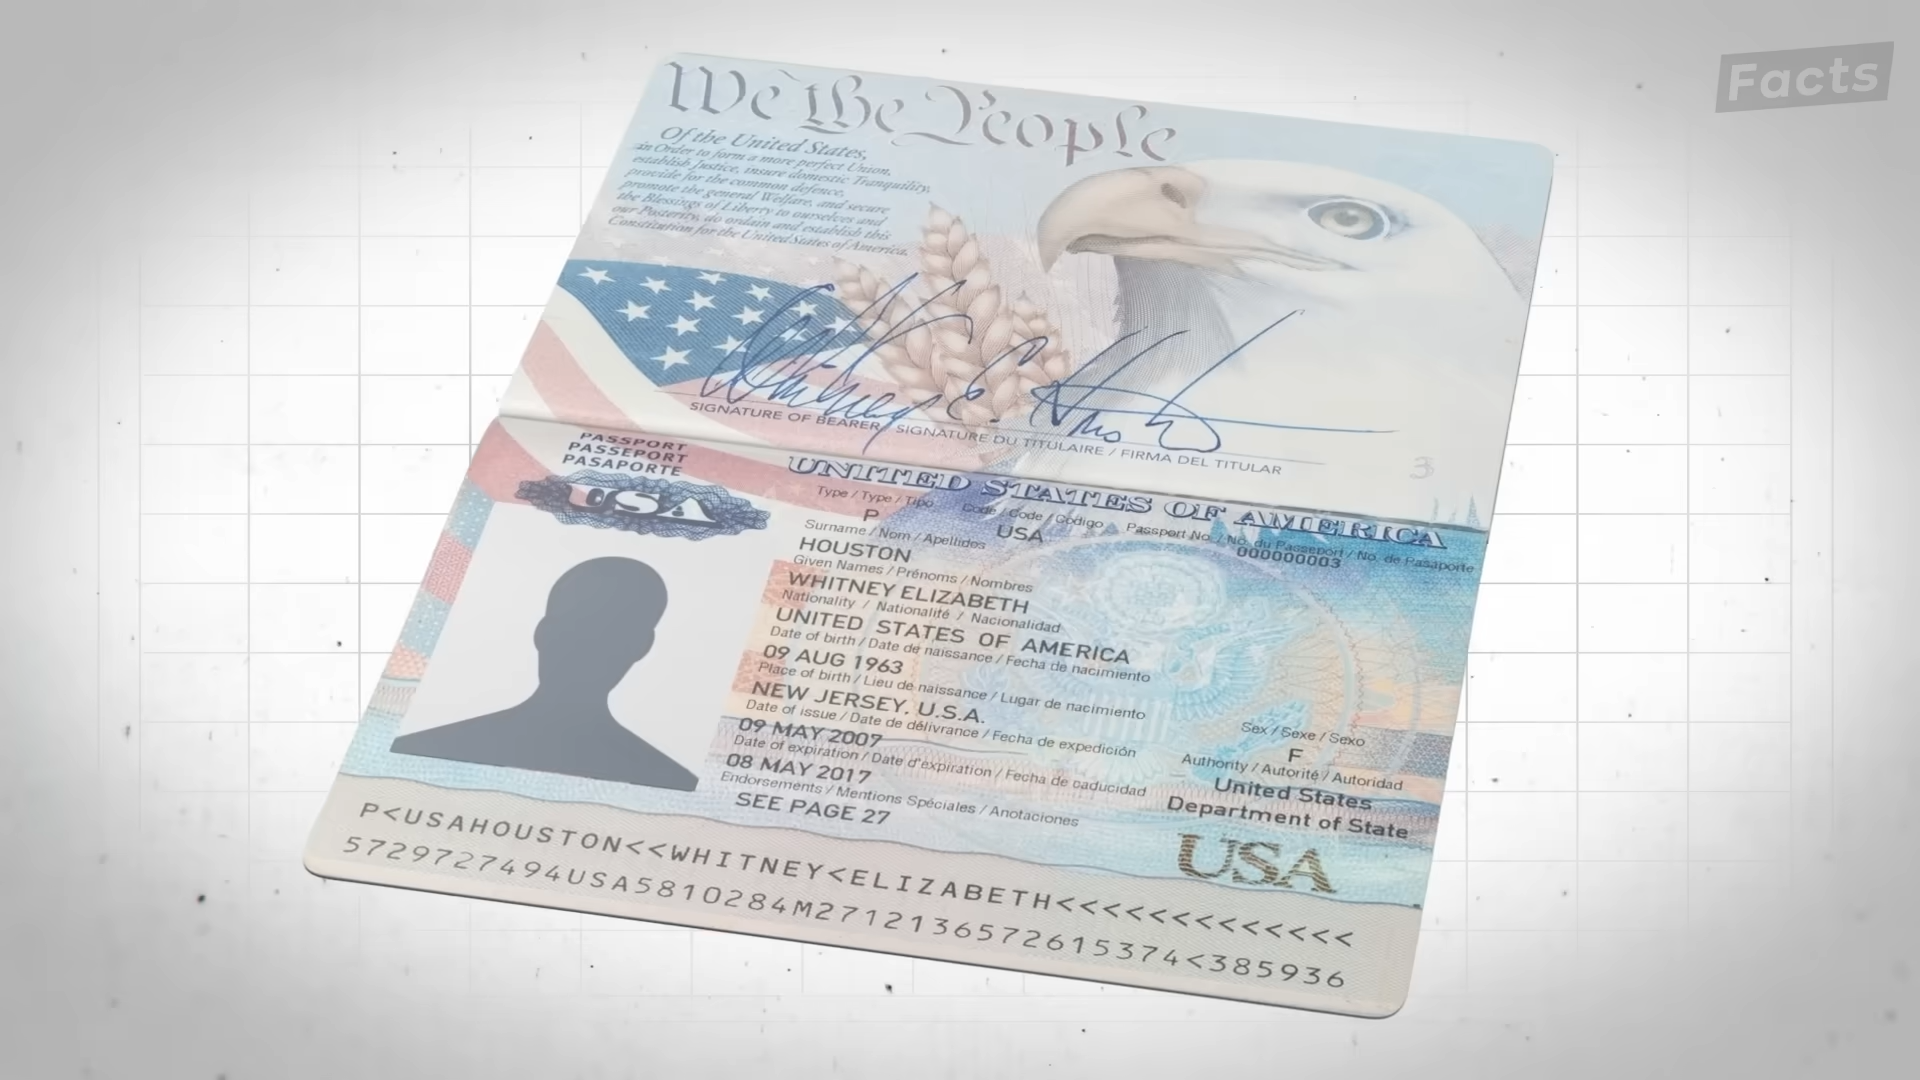 Facts
We the People
Of the United States,
in Order to form a more perfect Union,
establish Justice, insure domestic Tranquility,
provide for the common defence,
promote the general Welfare, and secure
the Blessings of Liberty to ourselves and
our Posterity, do ordain and establish this
Constitution for the United States of America.
Whitney E. Houston
SIGNATURE OF BEARER / SIGNATURE DU TITULAIRE / FIRMA DEL TITULAR
3
PASSPORT
PASSEPORT
PASAPORTE
USA
UNITED STATES OF AMERICA
Type / Type / Tipo
P
Code / Code / Código
USA
Passport No. / No. du Passeport / No. de Pasaporte
000000003
Surname / Nom / Apellidos
HOUSTON
Given Names / Prénoms / Nombres
WHITNEY ELIZABETH
Nationality / Nationalité / Nacionalidad
UNITED STATES OF AMERICA
Date of birth / Date de naissance / Fecha de nacimiento
09 AUG 1963
Place of birth / Lieu de naissance / Lugar de nacimiento
NEW JERSEY. U.S.A.
Date of issue / Date de délivrance / Fecha de expedición
09 MAY 2007
Date of expiration / Date d'expiration / Fecha de caducidad
08 MAY 2017
Endorsements / Mentions Spéciales / Anotaciones
SEE PAGE 27
Sex / Sexe / Sexo
F
Authority / Autorité / Autoridad
United States
Department of State
USA
P<USAHOUSTON<<WHITNEY<ELIZABETH<<<<<<<<<<<<<
5729727494USA5810284M27121365726 15374<385936